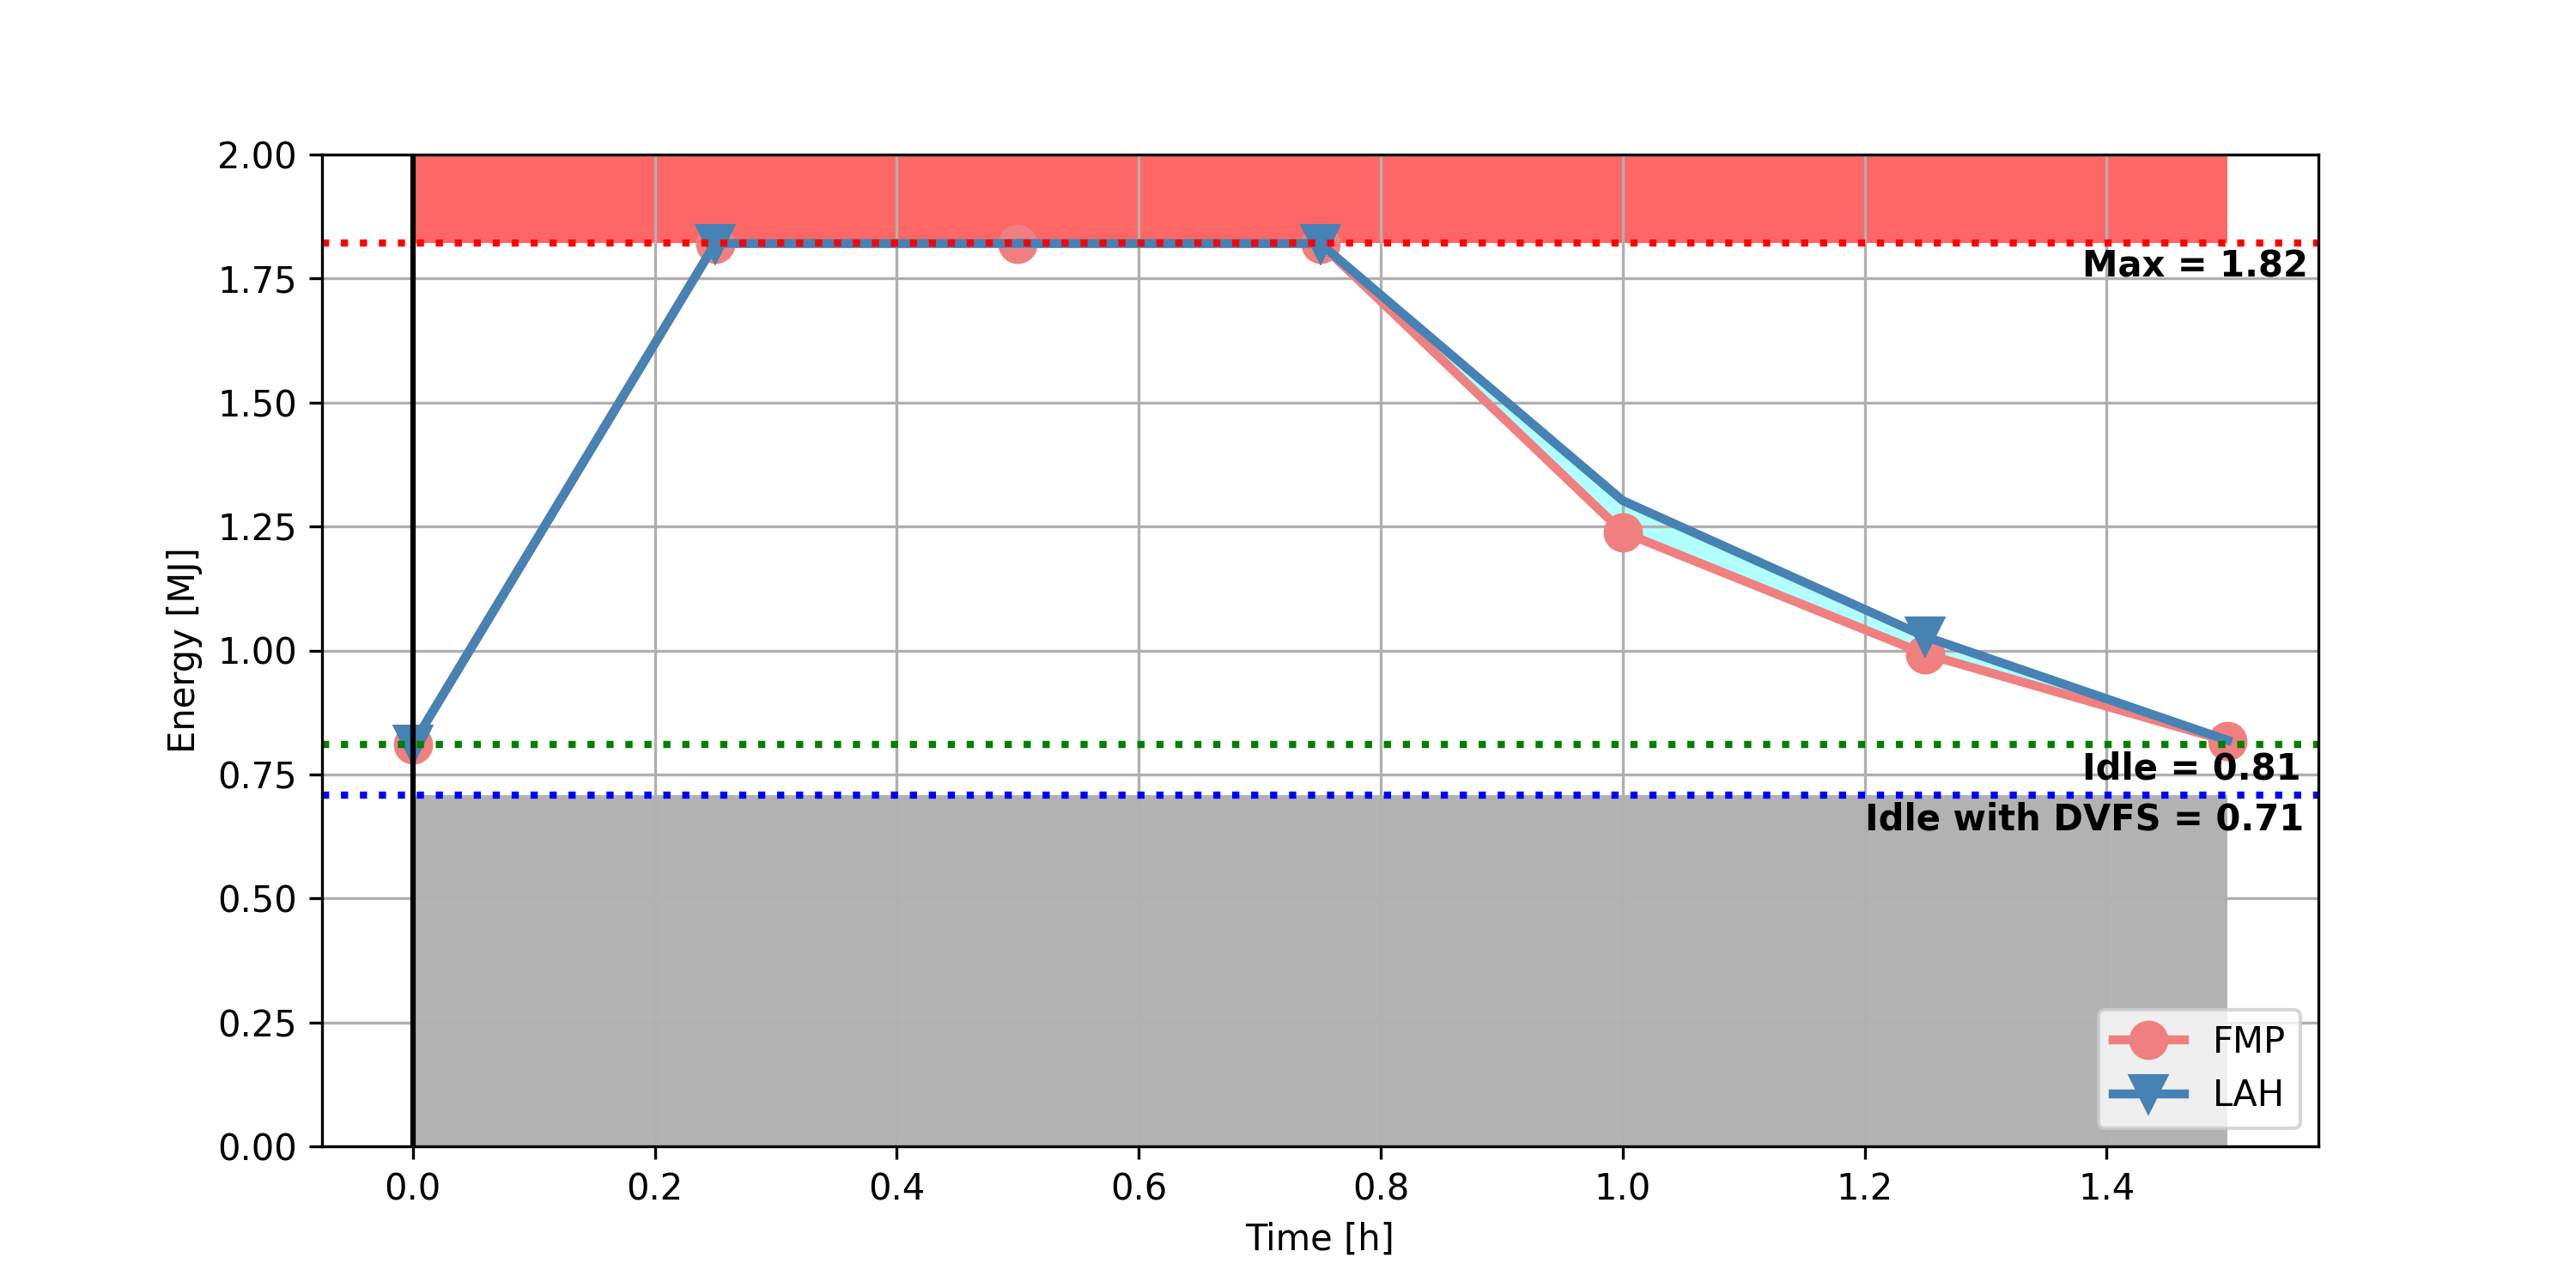 2.00
1.75
1.50
1.25
1.00
0.75
0.50
0.25
0.00
Energy [MJ]
Max = 1.82
Idle = 0.81
Idle with DVFS = 0.71
FMP
LAH
0.0 0.2 0.4 0.6 0.8 1.0 1.2 1.4
Time [h]